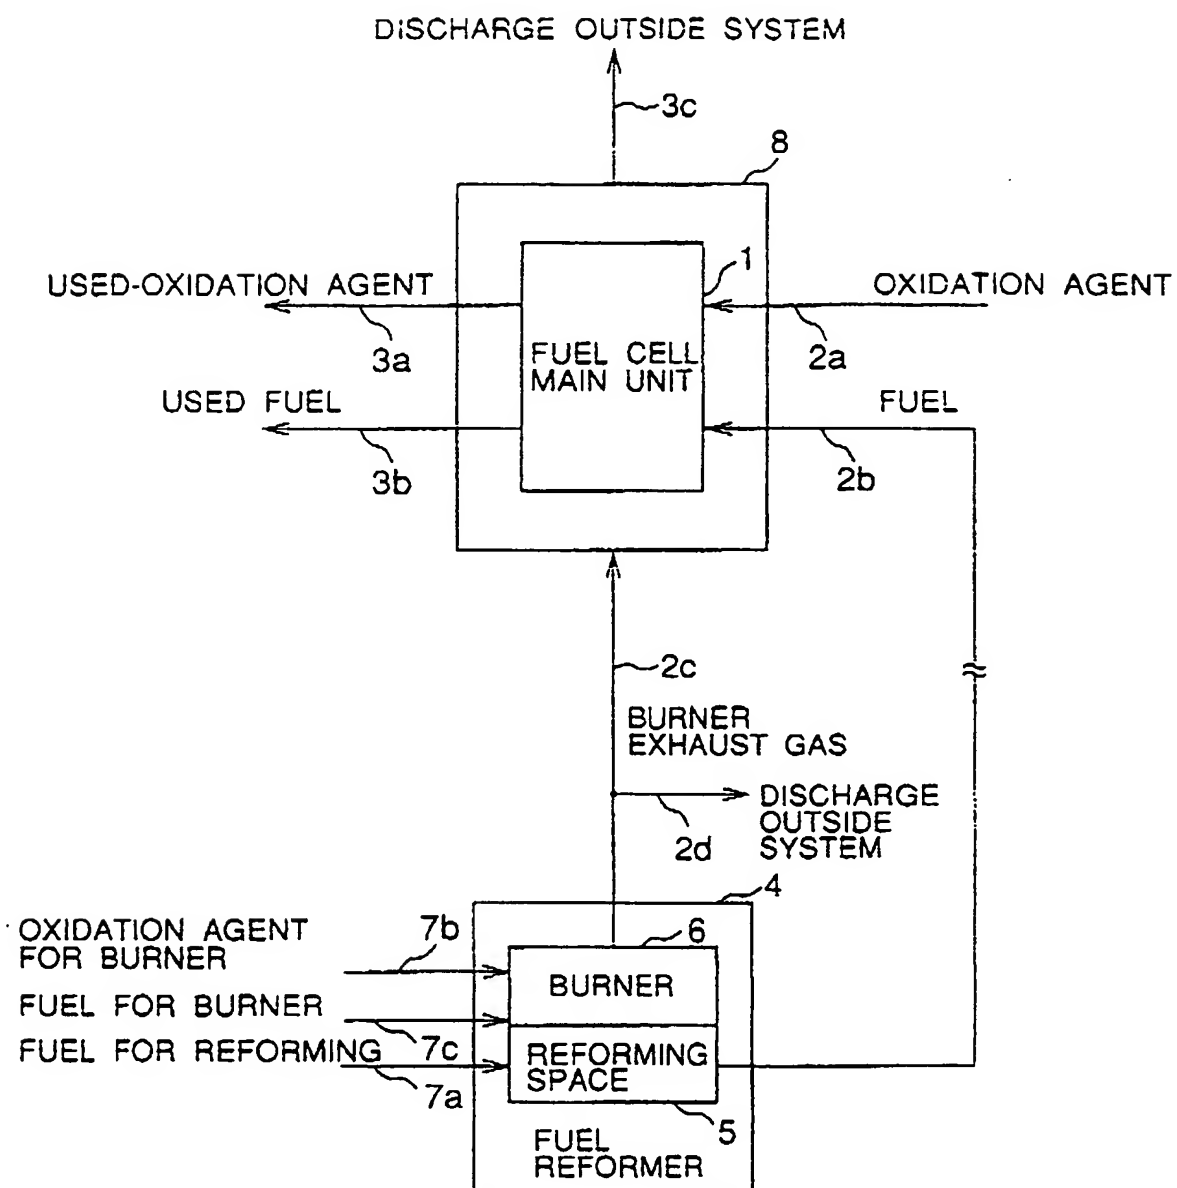 DISCHARGE OUTSIDE SYSTEM
3c
8
USED-OXIDATION AGENT
1
OXIDATION AGENT
3a
FUEL CELL
MAIN UNIT
2a
USED FUEL
FUEL
3b
2b
2c
BURNER
EXHAUST GAS
DISCHARGE
OUTSIDE
SYSTEM
2d
4
OXIDATION AGENT
FOR BURNER
7b
6
BURNER
FUEL FOR BURNER
7c
FUEL FOR REFORMING
REFORMING
SPACE
7a
5
FUEL
REFORMER